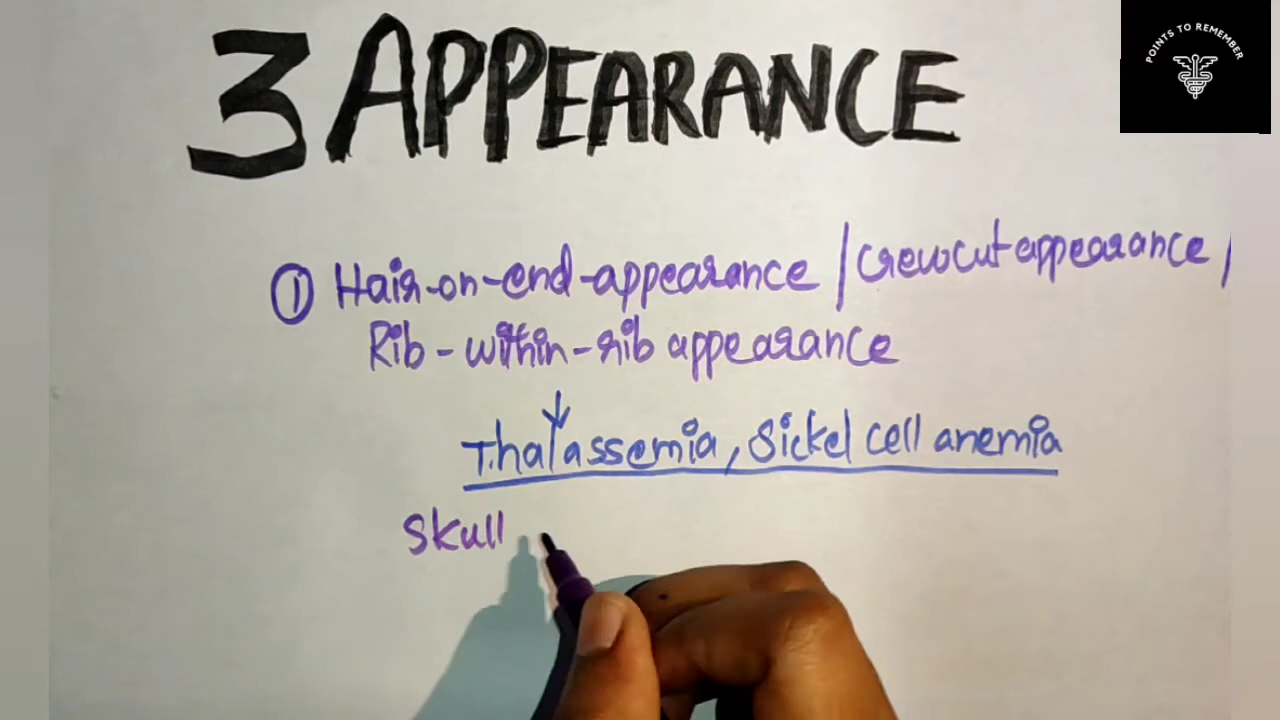 3 APPEARANCE
POINTS TO REMEMBER
① Hair-on-end-appearance / Crewcut appearance /
Rib-within-rib appearance
↓
Thalassemia, Sickel cell anemia
Skull